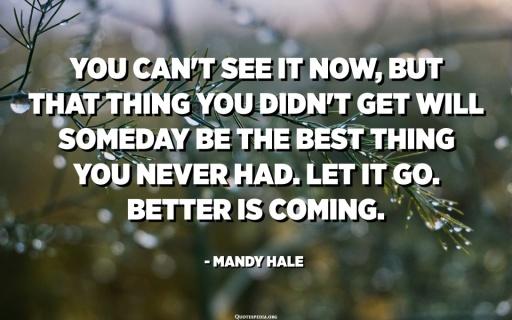 YOU CAN'T SEE IT NOW, BUT
THAT THING YOU DIDN'T GET WILL
SOMEDAY BE THE BEST THING
YOU NEVER HAD. LET IT GO.
BETTER IS COMING.
- MANDY HALE
QUOTESPEDIA.ORG